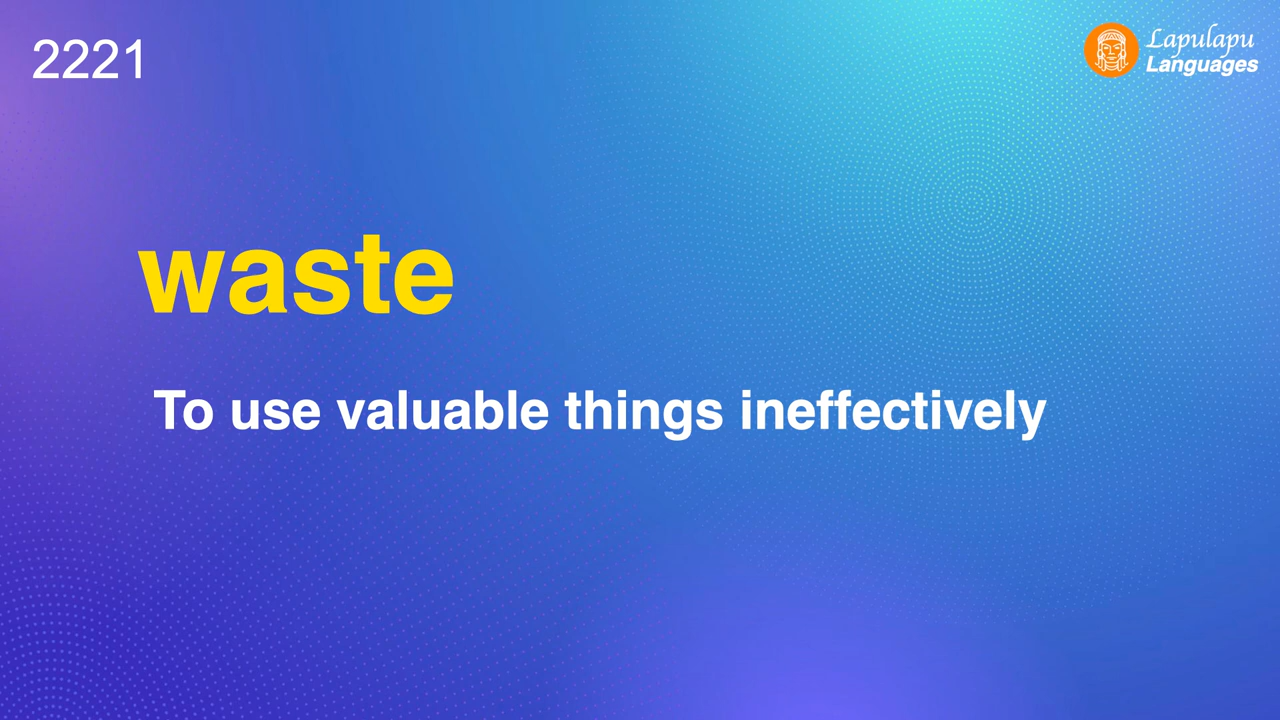 2221
Lapulapu
Languages
waste
To use valuable things ineffectively